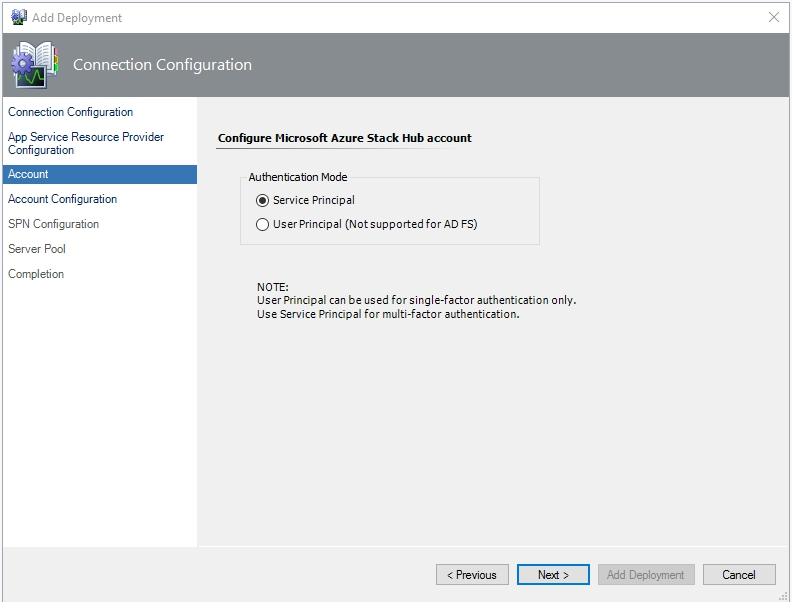 Add Deployment
Connection Configuration
Connection Configuration
App Service Resource Provider
Configuration
Account
Account Configuration
SPN Configuration
Server Pool
Completion
Configure Microsoft Azure Stack Hub account
Authentication Mode
Service Principal
User Principal (Not supported for AD FS)
NOTE:
User Principal can be used for single-factor authentication only.
Use Service Principal for multi-factor authentication.
< Previous
Next >
Add Deployment
Cancel